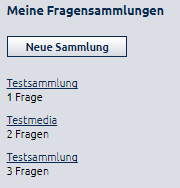 Meine Fragensammlungen
Neue Sammlung
Testsammlung
1 Frage
Testmedia
2 Fragen
Testsammlung
3 Fragen